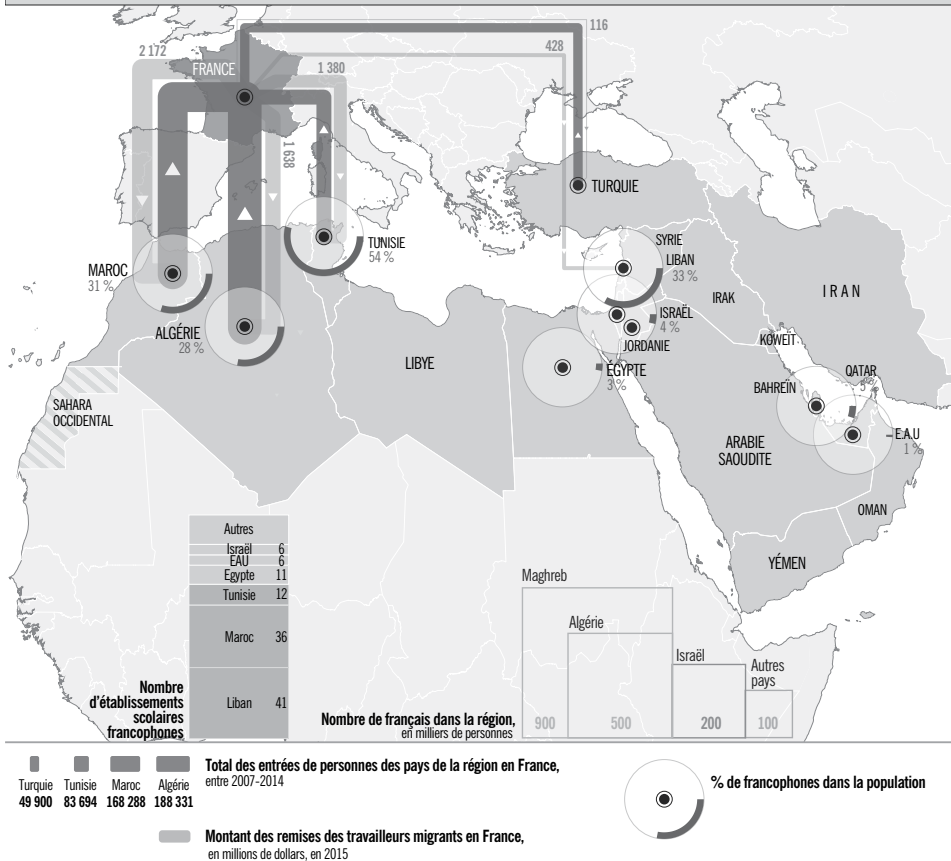 2 172
FRANCE
1 380
1 638
428
116
TURQUIE
MAROC
31 %
ALGÉRIE
28 %
TUNISIE
54 %
SYRIE
LIBAN
33 %
ISRAËL
4 %
JORDANIE
ÉGYPTE
3 %
LIBYE
IRAK
IRAN
KOWEÏT
BAHREÏN
QATAR
E.A.U
1 %
ARABIE
SAOUDITE
OMAN
YÉMEN
SAHARA
OCCIDENTAL
Autres
Israël 6
EAU 6
Egypte 11
Tunisie 12
Maroc 36
Liban 41
Nombre
d'établissements
scolaires
francophones
Maghreb
Algérie
Israël
Autres
pays
900 500 200 100
Nombre de français dans la région,
en milliers de personnes
Turquie Tunisie Maroc Algérie
49 900 83 694 168 288 188 331
Total des entrées de personnes des pays de la région en France,
entre 2007-2014
Montant des remises des travailleurs migrants en France,
en millions de dollars, en 2015
% de francophones dans la population